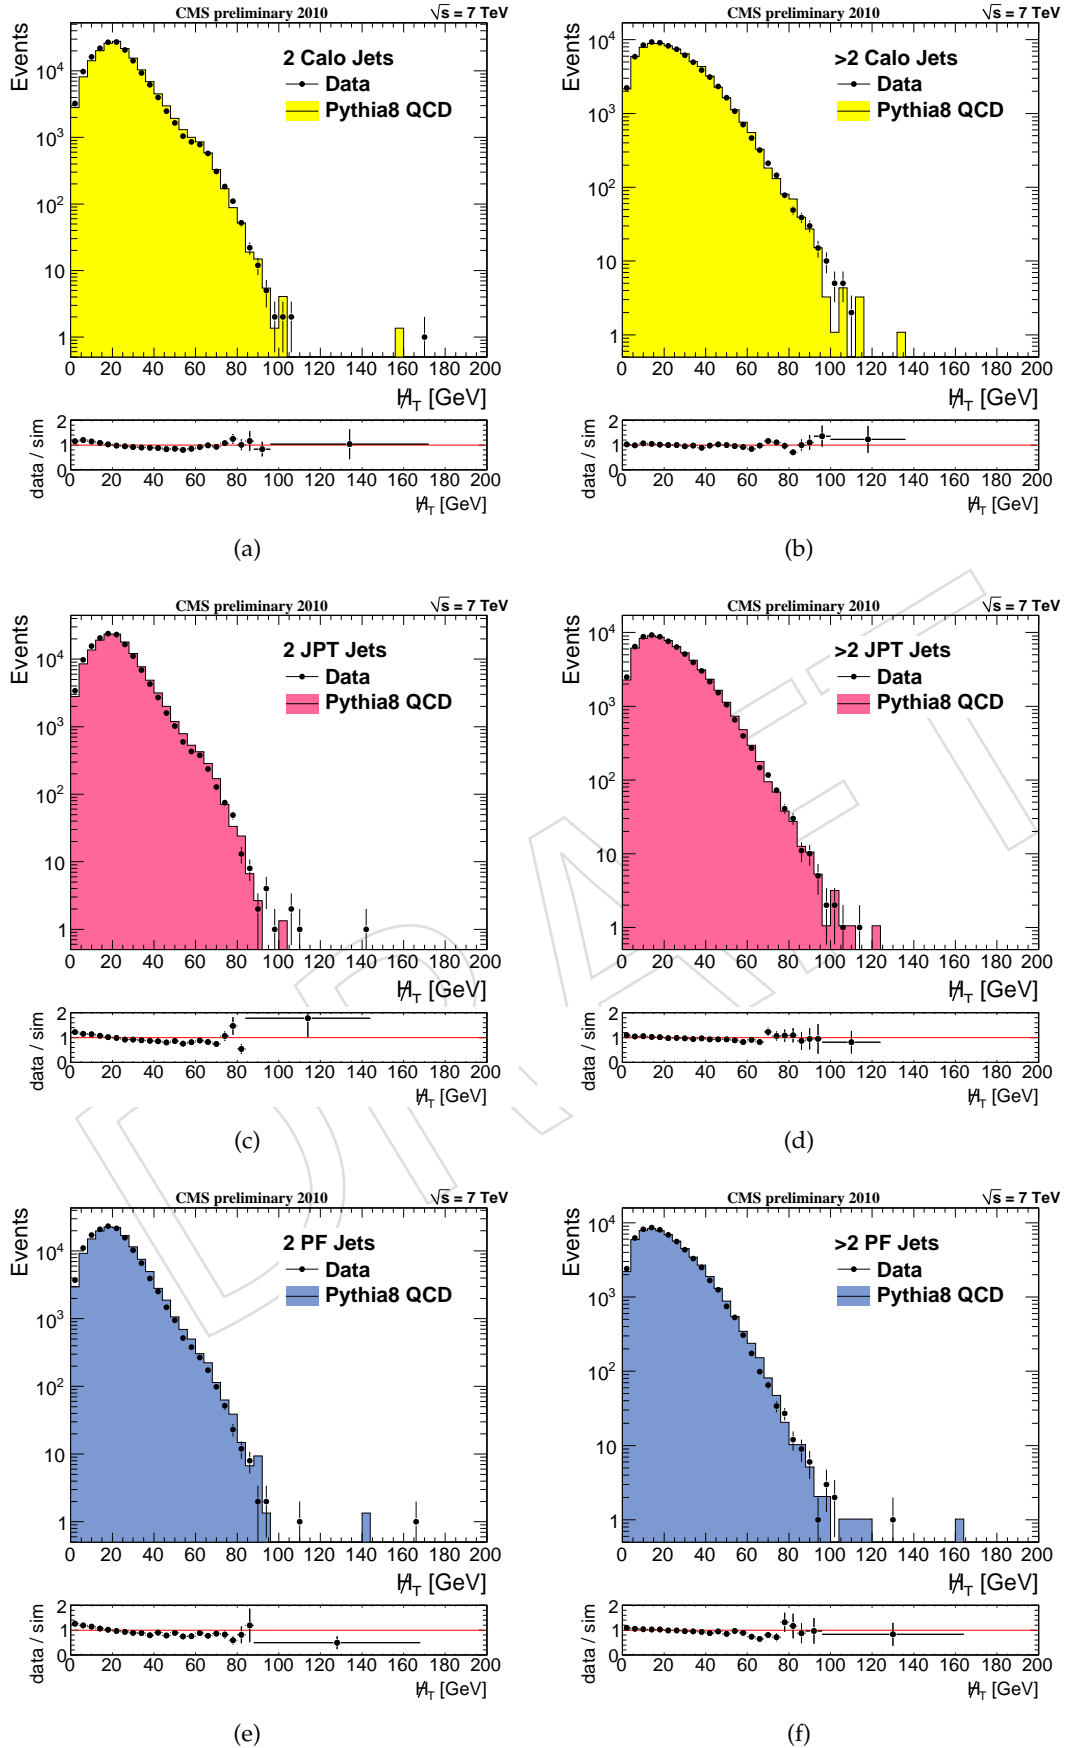 CMS preliminary 2010
√s = 7 TeV
Events
2 Calo Jets
Data
Pythia8 QCD
10⁴
10³
10²
10
1
0 20 40 60 80 100 120 140 160 180 200
H̸_T [GeV]
data / sim
2
1
0
0 20 40 60 80 100 120 140 160 180 200
H̸_T [GeV]
(a)
CMS preliminary 2010
√s = 7 TeV
Events
>2 Calo Jets
Data
Pythia8 QCD
10⁴
10³
10²
10
1
0 20 40 60 80 100 120 140 160 180 200
H̸_T [GeV]
data / sim
2
1
0
0 20 40 60 80 100 120 140 160 180 200
H̸_T [GeV]
(b)
CMS preliminary 2010
√s = 7 TeV
Events
2 JPT Jets
Data
Pythia8 QCD
10⁴
10³
10²
10
1
0 20 40 60 80 100 120 140 160 180 200
H̸_T [GeV]
data / sim
2
1
0
0 20 40 60 80 100 120 140 160 180 200
H̸_T [GeV]
(c)
CMS preliminary 2010
√s = 7 TeV
Events
>2 JPT Jets
Data
Pythia8 QCD
10⁴
10³
10²
10
1
0 20 40 60 80 100 120 140 160 180 200
H̸_T [GeV]
data / sim
2
1
0
0 20 40 60 80 100 120 140 160 180 200
H̸_T [GeV]
(d)
CMS preliminary 2010
√s = 7 TeV
Events
2 PF Jets
Data
Pythia8 QCD
10⁴
10³
10²
10
1
0 20 40 60 80 100 120 140 160 180 200
H̸_T [GeV]
data / sim
2
1
0
0 20 40 60 80 100 120 140 160 180 200
H̸_T [GeV]
(e)
CMS preliminary 2010
√s = 7 TeV
Events
>2 PF Jets
Data
Pythia8 QCD
10⁴
10³
10²
10
1
0 20 40 60 80 100 120 140 160 180 200
H̸_T [GeV]
data / sim
2
1
0
0 20 40 60 80 100 120 140 160 180 200
H̸_T [GeV]
(f)
DRAFT